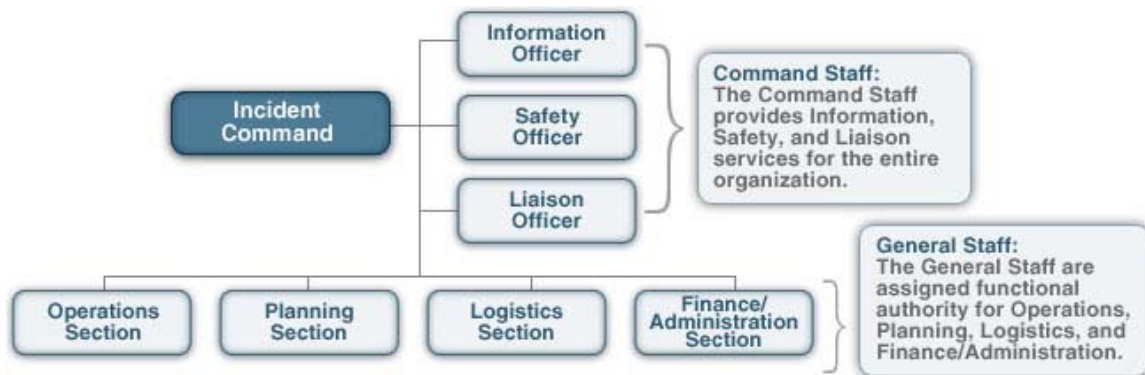 Information
Officer
Incident
Command
Safety
Officer
Liaison
Officer
Command Staff:
The Command Staff
provides Information,
Safety, and Liaison
services for the entire
organization.
Operations
Section
Planning
Section
Logistics
Section
Finance/
Administration
Section
General Staff:
The General Staff are
assigned functional
authority for Operations,
Planning, Logistics, and
Finance/Administration.